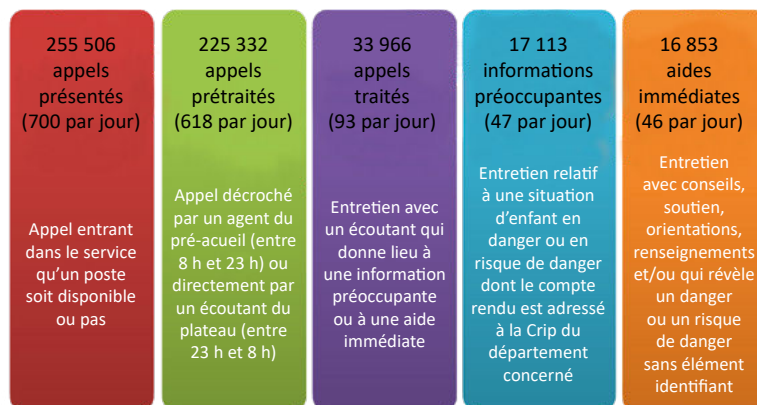 255 506
appels
présentés
(700 par jour)
Appel entrant
dans le service
qu'un poste
soit disponible
ou pas
225 332
appels
prétraités
(618 par jour)
Appel décroché
par un agent du
pré-acueil (entre
8 h et 23 h) ou
directement par
un écoutant du
plateau (entre
23 h et 8 h)
33 966
appels
traités
(93 par jour)
Entretien avec
un écoutant qui
donne lieu à
une information
préoccupante
ou à une aide
immédiate
17 113
informations
préoccupantes
(47 par jour)
Entretien relatif
à une situation
d'enfant en
danger ou en
risque de danger
dont le compte
rendu est adressé
à la Crip du
département
concerné
16 853
aides
immédiates
(46 par jour)
Entretien
avec conseils,
soutien,
orientations,
renseignements
et/ou qui révèle
un danger
ou un risque
de danger
sans élément
identifiant